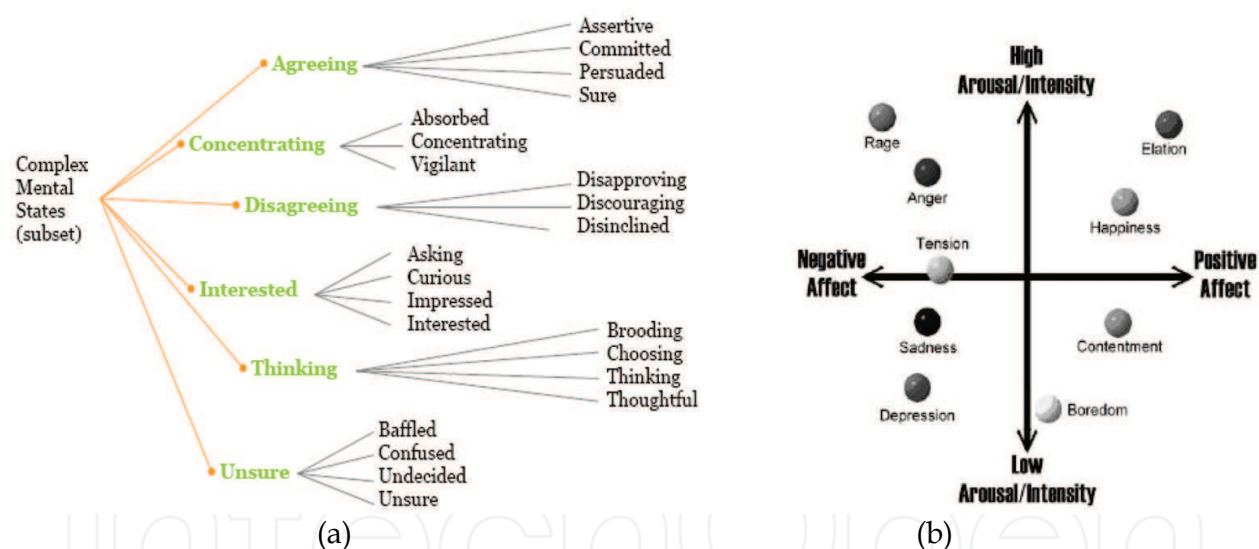 Complex
Mental
States
(subset)
Agreeing
Assertive
Committed
Persuaded
Sure
Concentrating
Absorbed
Concentrating
Vigilant
Disagreeing
Disapproving
Discouraging
Disinclined
Interested
Asking
Curious
Impressed
Interested
Thinking
Brooding
Choosing
Thinking
Thoughtful
Unsure
Baffled
Confused
Undecided
Unsure
(a)
High
Arousal/Intensity
Rage
Elation
Anger
Happiness
Tension
Negative
Affect
Positive
Affect
Sadness
Contentment
Depression
Boredom
Low
Arousal/Intensity
(b)